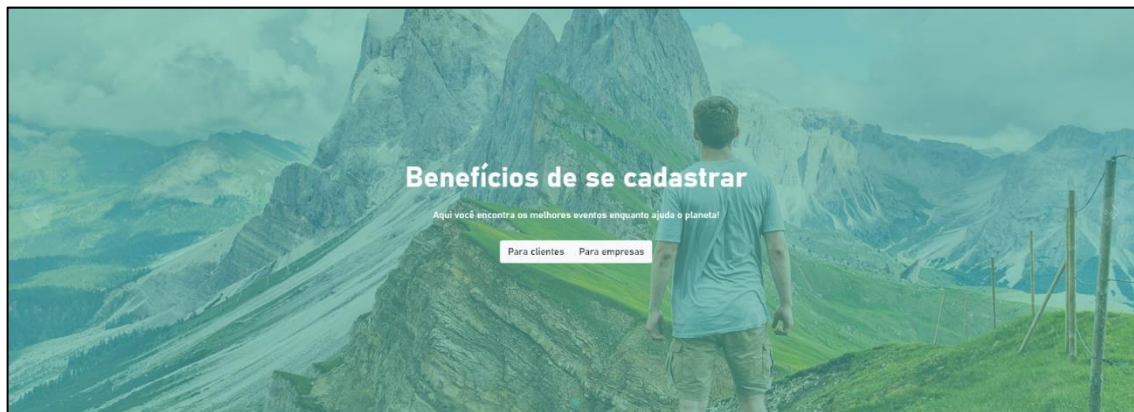 Benefícios de se cadastrar
Aqui você encontra os melhores eventos enquanto ajuda o planeta!
Para clientes Para empresas